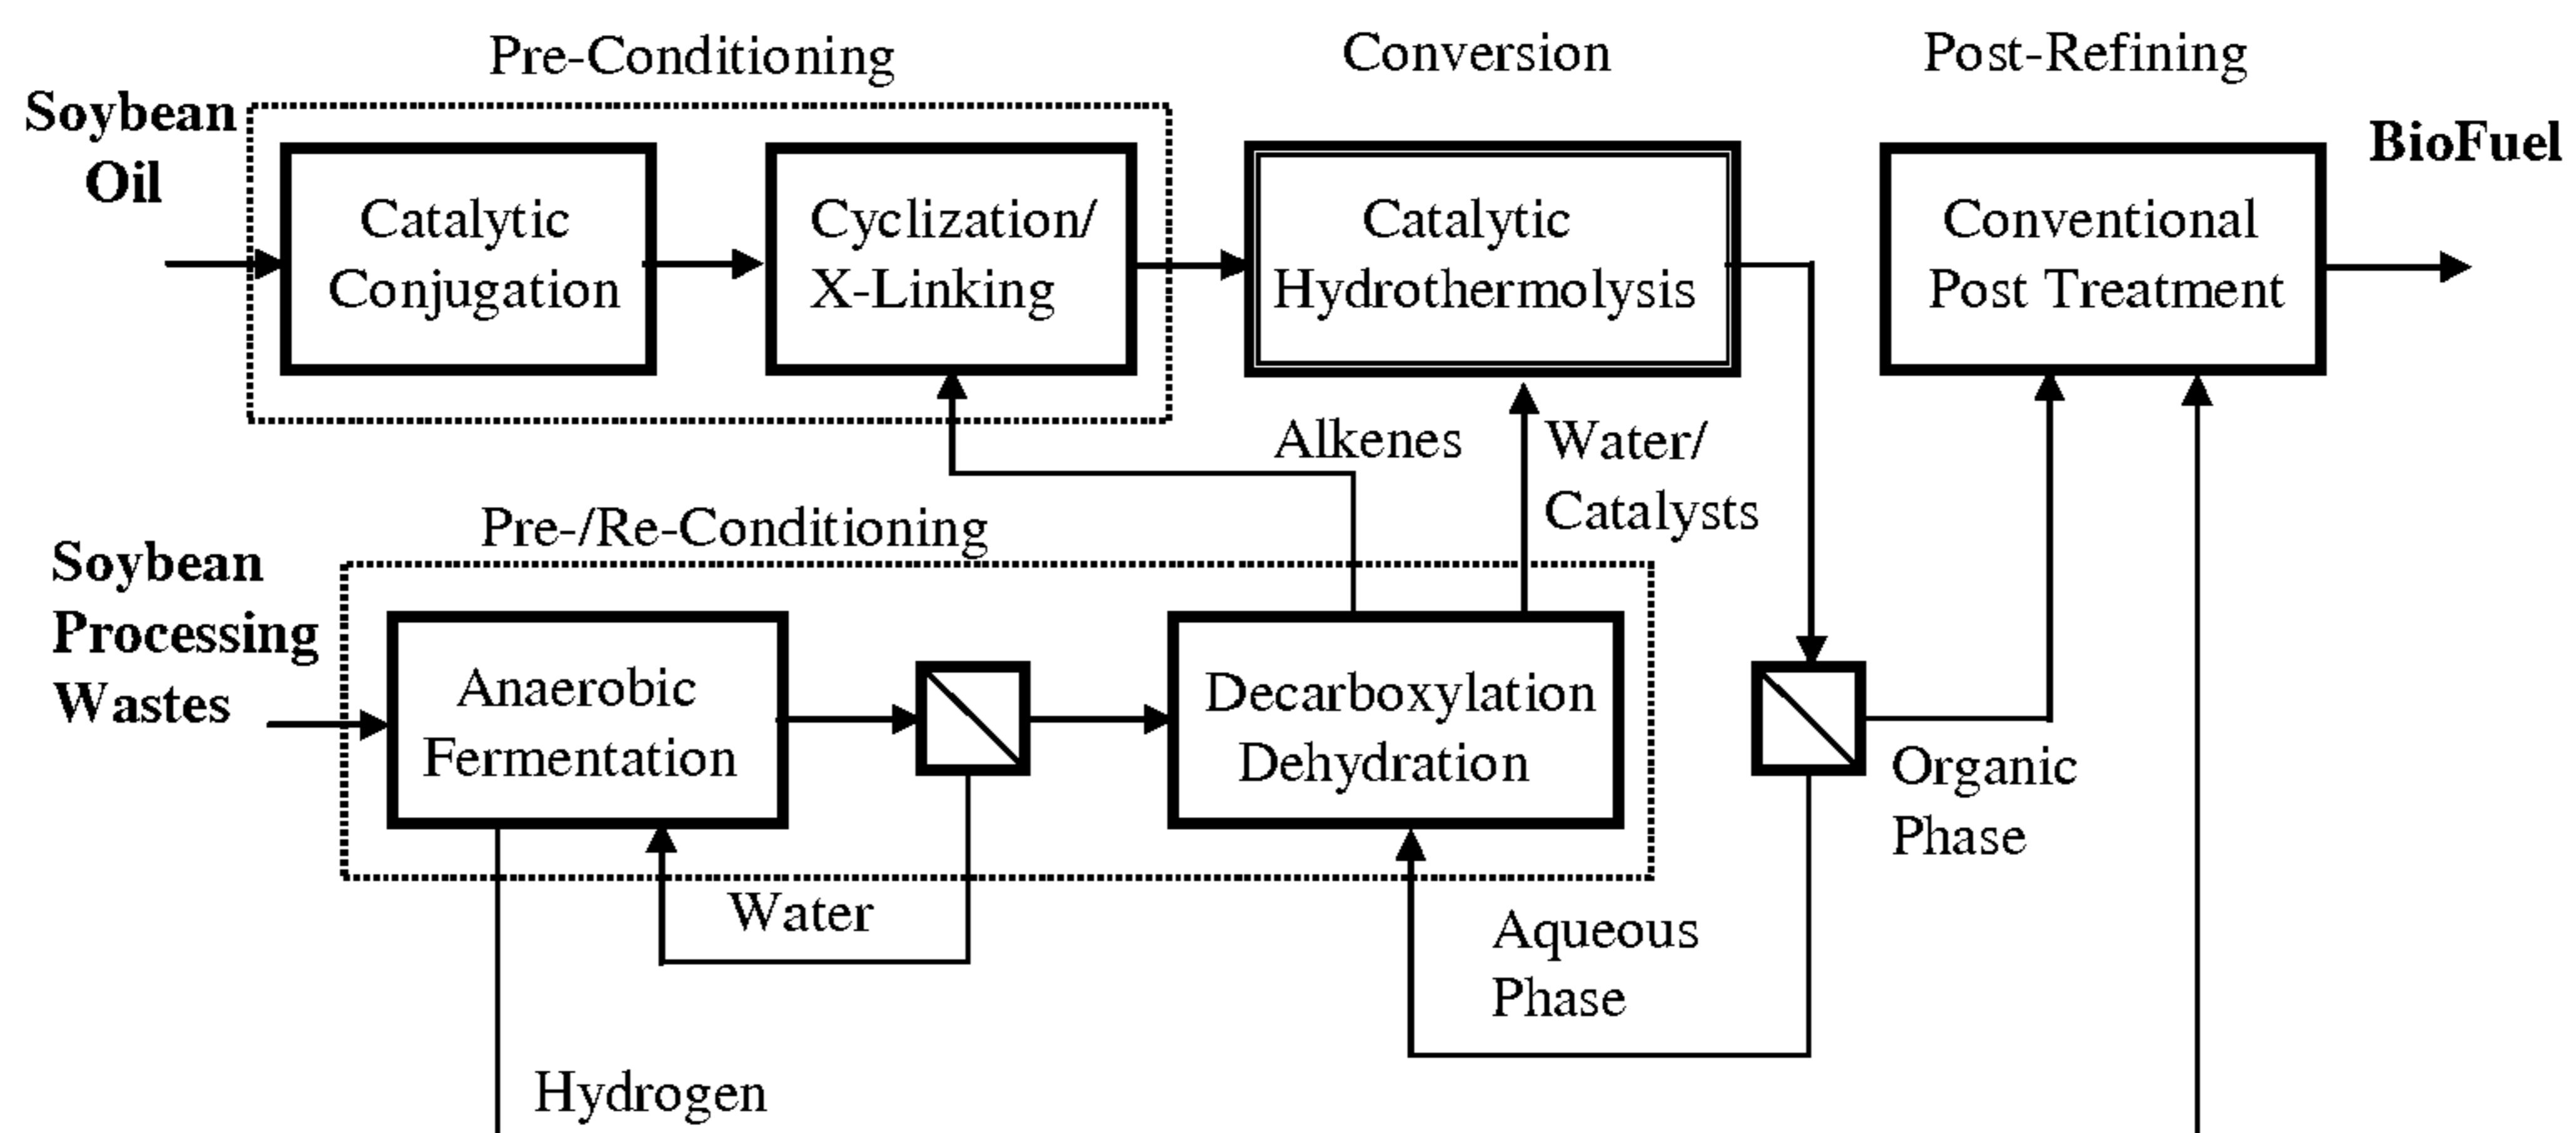 Pre-Conditioning
Conversion
Post-Refining
Soybean
Oil
BioFuel
Catalytic
Conjugation
Cyclization/
X-Linking
Catalytic
Hydrothermolysis
Conventional
Post Treatment
Alkenes
Water/
Catalysts
Pre-/Re-Conditioning
Soybean
Processing
Wastes
Anaerobic
Fermentation
Decarboxylation
Dehydration
Organic
Phase
Water
Aqueous
Phase
Hydrogen